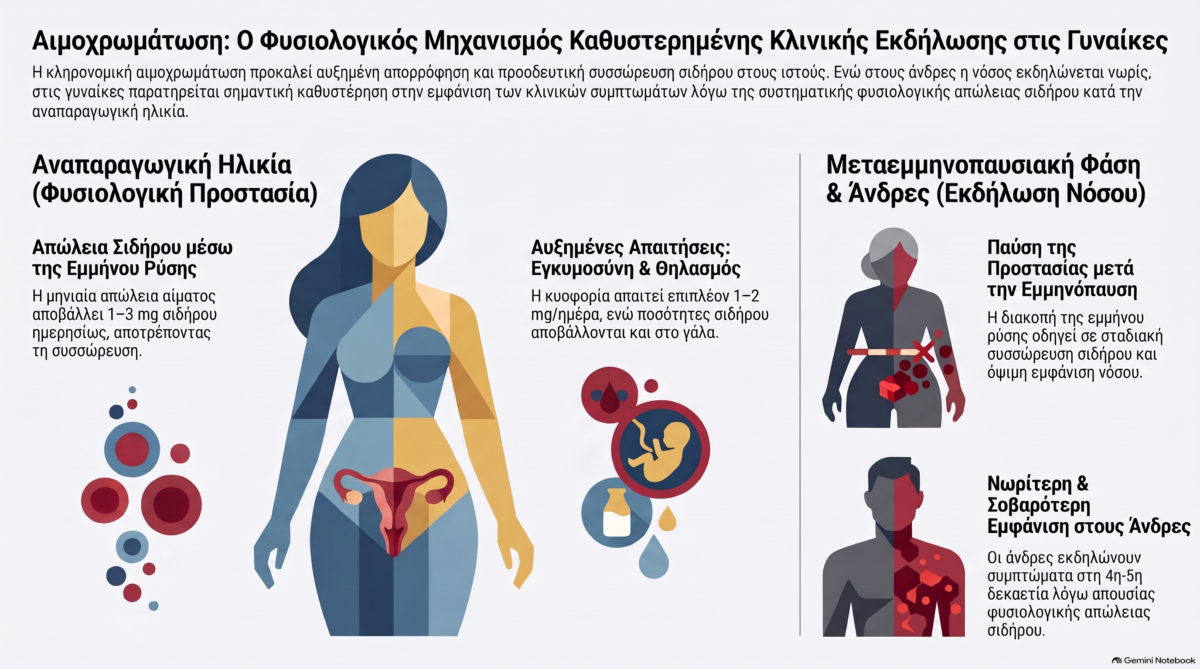 Αιμοχρωμάτωση: Ο Φυσιολογικός Μηχανισμός Καθυστερημένης Κλινικής Εκδήλωσης στις Γυναίκες
Η κληρονομική αιμοχρωμάτωση προκαλεί αυξημένη απορρόφηση και προοδευτική συσσώρευση σιδήρου στους ιστούς. Ενώ στους άνδρες η νόσος εκδηλώνεται νωρίς,
στις γυναίκες παρατηρείται σημαντική καθυστέρηση στην εμφάνιση των κλινικών συμπτωμάτων λόγω της συστηματικής φυσιολογικής απώλειας σιδήρου κατά την
αναπαραγωγική ηλικία.
Αναπαραγωγική Ηλικία
(Φυσιολογική Προστασία)
Απώλεια Σιδήρου μέσω
της Εμμήνου Ρύσης
Η μηνιαία απώλεια αίματος
αποβάλλει 1–3 mg σιδήρου
ημερησίως, αποτρέποντας
τη συσσώρευση.
Αυξημένες Απαιτήσεις:
Εγκυμοσύνη & Θηλασμός
Η κυοφορία απαιτεί επιπλέον 1–2
mg/ημέρα, ενώ ποσότητες σιδήρου
αποβάλλονται και στο γάλα.
Μεταεμμηνοπαυσιακή Φάση
& Άνδρες (Εκδήλωση Νόσου)
Παύση της
Προστασίας μετά
την Εμμηνόπαυση
Η διακοπή της εμμήνου
ρύσης οδηγεί σε σταδιακή
συσσώρευση σιδήρου και
όψιμη εμφάνιση νόσου.
Νωρίτερη &
Σοβαρότερη
Εμφάνιση στους Άνδρες
Οι άνδρες εκδηλώνουν
συμπτώματα στη 4η-5η
δεκαετία λόγω απουσίας
φυσιολογικής απώλειας
σιδήρου.
Gemini Notebook